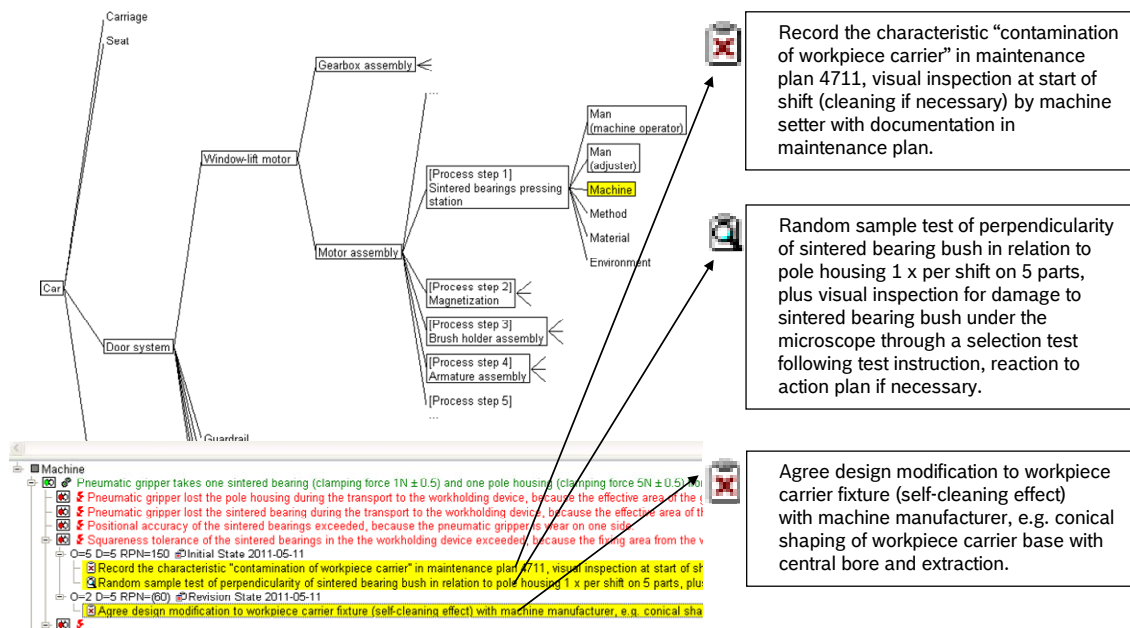 Carriage
Seat
Gearbox assembly
...
Man
(machine operator)
Man
(adjuster)
Window-lift motor
[Process step 1]
Sintered bearings pressing
station
Machine
Method
Material
Environment
Motor assembly
Car
[Process step 2]
Magnetization
[Process step 3]
Brush holder assembly
Door system
[Process step 4]
Armature assembly
[Process step 5]
...
Guardrail
Record the characteristic “contamination
of workpiece carrier” in maintenance
plan 4711, visual inspection at start of
shift (cleaning if necessary) by machine
setter with documentation in
maintenance plan.
Random sample test of perpendicularity
of sintered bearing bush in relation to
pole housing 1 x per shift on 5 parts,
plus visual inspection for damage to
sintered bearing bush under the
microscope through a selection test
following test instruction, reaction to
action plan if necessary.
Agree design modification to workpiece
carrier fixture (self-cleaning effect)
with machine manufacturer, e.g. conical
shaping of workpiece carrier base with
central bore and extraction.
Machine
Pneumatic gripper takes one sintered bearing (clamping force 1N ± 0.5) and one pole housing (clamping force 5N ± 0.5)
Pneumatic gripper lost the pole housing during the transport to the workholding device, because the effective area of the
Pneumatic gripper lost the sintered bearing during the transport to the workholding device, because the effective area of
Positional accuracy of the sintered bearings exceeded, because the pneumatic gripper is wear on one side
Squareness tolerance of the sintered bearings in the the workholding device exceeded, because the fixing area from the
O=5 D=5 RPN=150 Initial State 2011-05-11
Record the characteristic "contamination of workpiece carrier" in maintenance plan 4711, visual inspection at start of
Random sample test of perpendicularity of sintered bearing bush in relation to pole housing 1 x per shift on 5 parts,
O=2 D=5 RPN=(60) Revision State 2011-05-11
Agree design modification to workpiece carrier fixture (self-cleaning effect) with machine manufacturer, e.g. conical